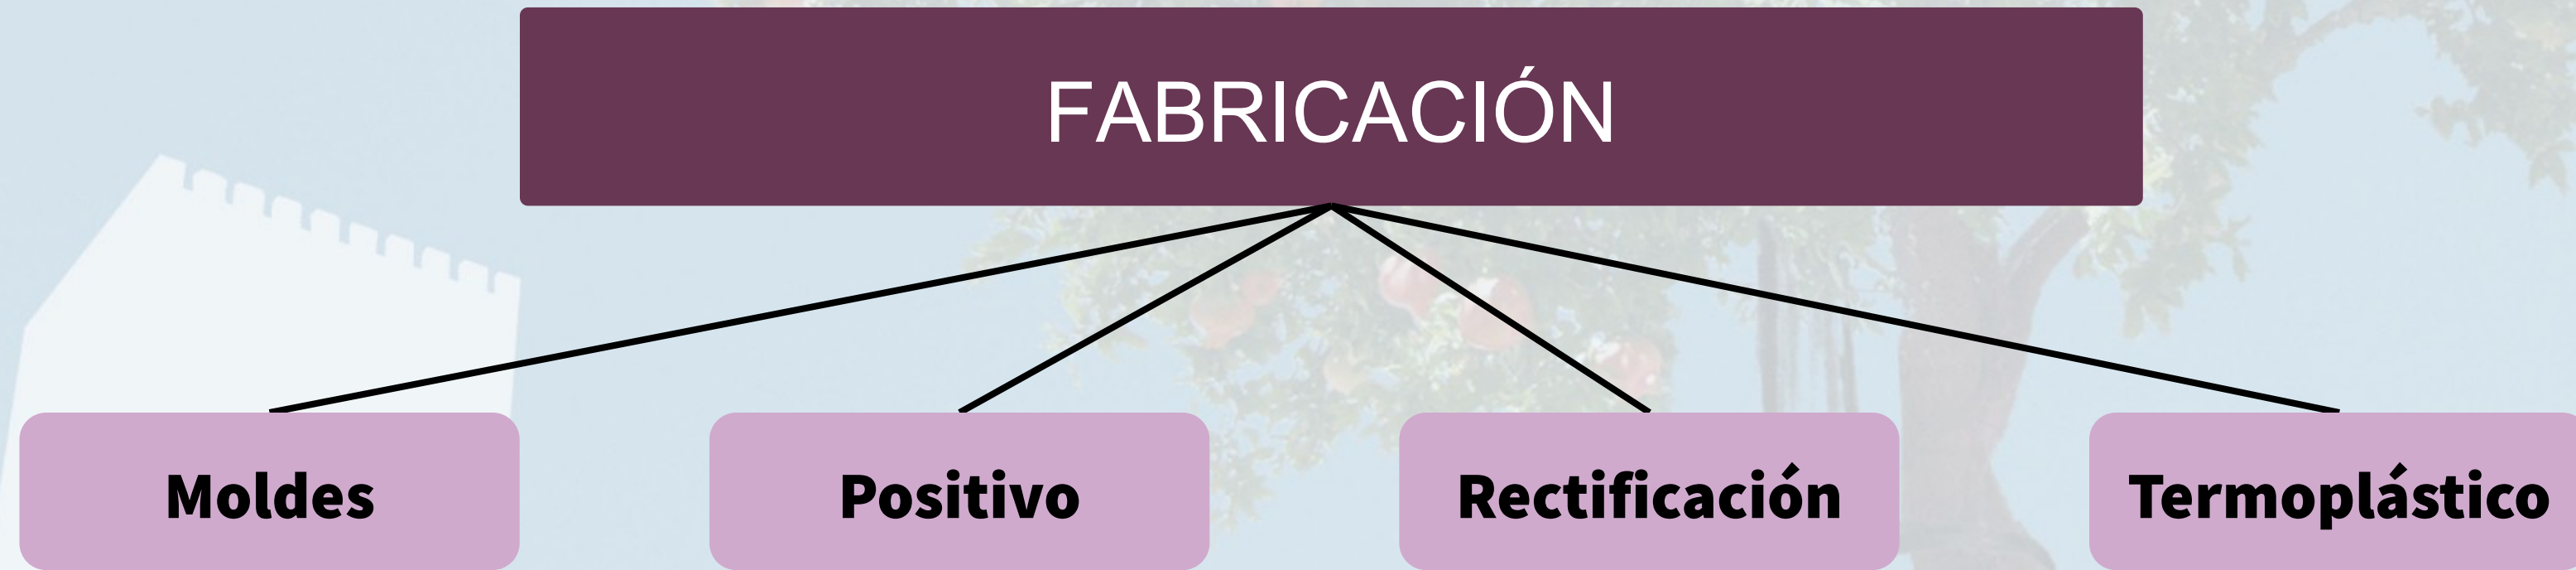 FABRICACIÓN
Moldes
Positivo
Rectificación
Termoplástico